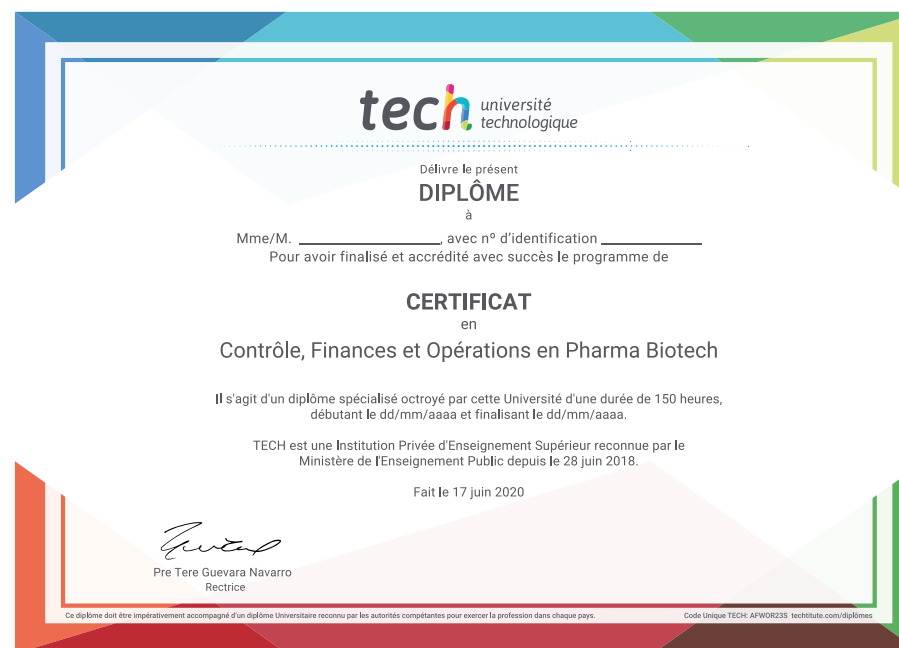 tech université
technologique
Délivre le présent
DIPLÔME
à
Mme/M. ____________________, avec nº d'identification ______________
Pour avoir finalisé et accrédité avec succès le programme de
CERTIFICAT
en
Contrôle, Finances et Opérations en Pharma Biotech
Il s'agit d'un diplôme spécialisé octroyé par cette Université d'une durée de 150 heures,
débutant le dd/mm/aaaa et finalisant le dd/mm/aaaa.
TECH est une Institution Privée d'Enseignement Supérieur reconnue par le
Ministère de l'Enseignement Public depuis le 28 juin 2018.
Fait le 17 juin 2020
Pre Tere Guevara Navarro
Rectrice
Ce diplôme doit être impérativement accompagné d'un diplôme Universitaire reconnu par les autorités compétantes pour exercer la profession dans chaque pays.
Code Unique TECH: AFWOR23S techtitute.com/diplômes